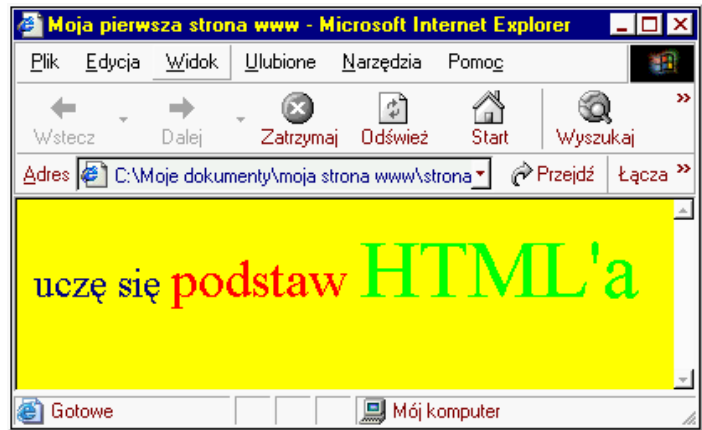 Moja pierwsza strona www - Microsoft Internet Explorer
Plik Edycja Widok Ulubione Narzędzia Pomoc
Wstecz Dalej Zatrzymaj Odśwież Start Wyszukaj »
Adres C:\Moje dokumenty\moja strona www\strona Przejdź Łącza »
uczę się podstaw HTML'a
Gotowe Mój komputer